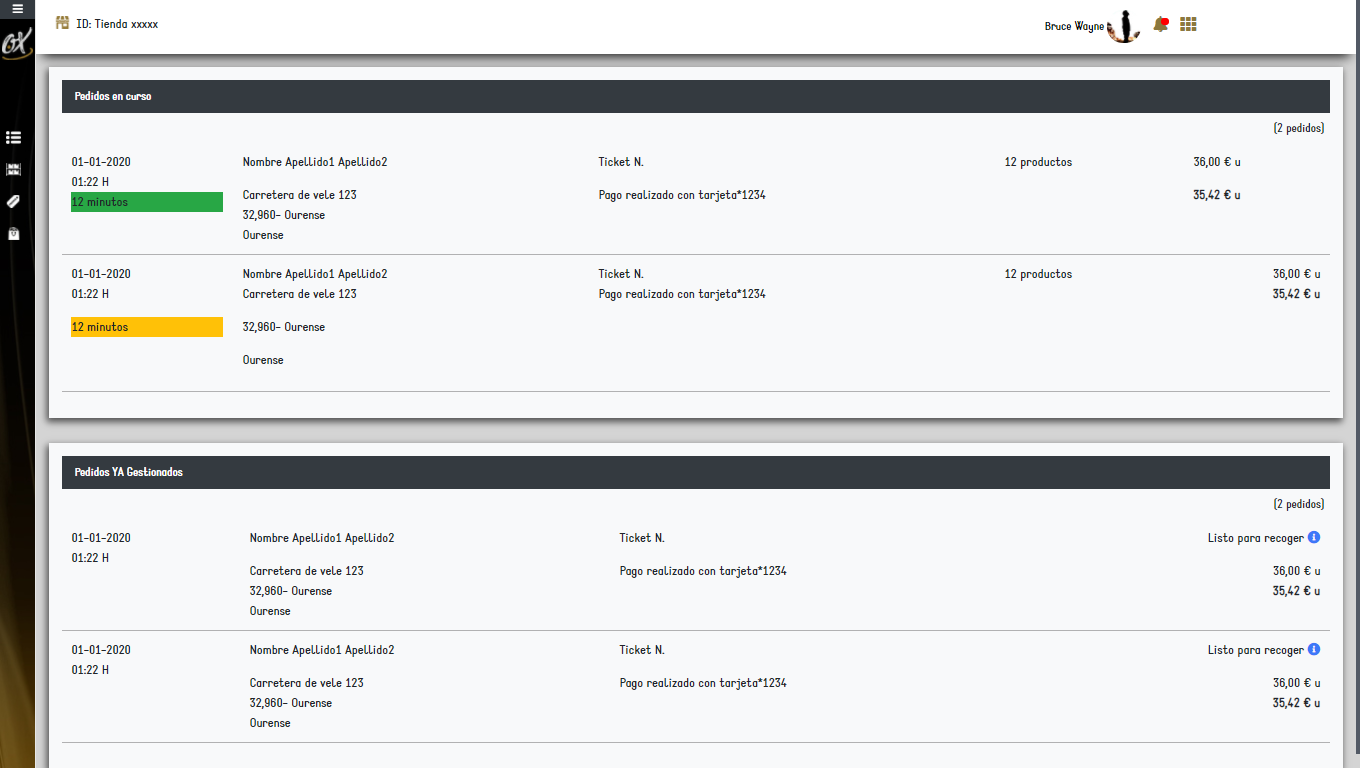 ID: Tienda xxxxx
Bruce Wayne
GX
Pedidos en curso
(2 pedidos)
01-01-2020 Nombre Apellido1 Apellido2 Ticket N. 12 productos 36,00 € u
01:22 H
12 minutos
Carretera de vele 123 Pago realizado con tarjeta*1234 35,42 € u
32,960- Ourense
Ourense
01-01-2020 Nombre Apellido1 Apellido2 Ticket N. 12 productos 36,00 € u
01:22 H Carretera de vele 123 Pago realizado con tarjeta*1234 35,42 € u
12 minutos 32,960- Ourense
Ourense
Pedidos YA Gestionados
(2 pedidos)
01-01-2020 Nombre Apellido1 Apellido2 Ticket N. Listo para recoger
01:22 H
Carretera de vele 123 Pago realizado con tarjeta*1234 36,00 € u
32,960- Ourense 35,42 € u
Ourense
01-01-2020 Nombre Apellido1 Apellido2 Ticket N. Listo para recoger
01:22 H
Carretera de vele 123 Pago realizado con tarjeta*1234 36,00 € u
32,960- Ourense 35,42 € u
Ourense